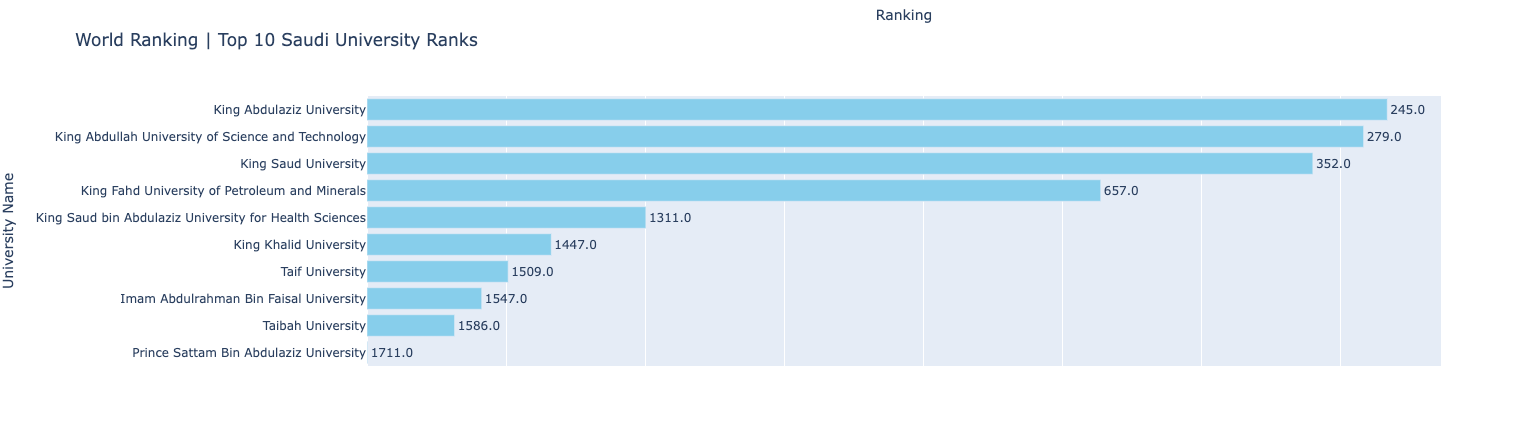 Ranking
World Ranking | Top 10 Saudi University Ranks
University Name
King Abdulaziz University 245.0
King Abdullah University of Science and Technology 279.0
King Saud University 352.0
King Fahd University of Petroleum and Minerals 657.0
King Saud bin Abdulaziz University for Health Sciences 1311.0
King Khalid University 1447.0
Taif University 1509.0
Imam Abdulrahman Bin Faisal University 1547.0
Taibah University 1586.0
Prince Sattam Bin Abdulaziz University 1711.0